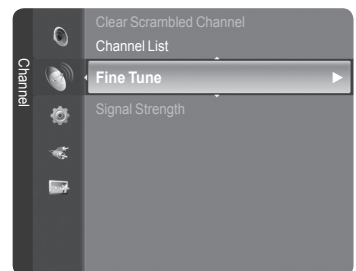 Channel
Clear Scrambled Channel
Channel List
Fine Tune
Signal Strength